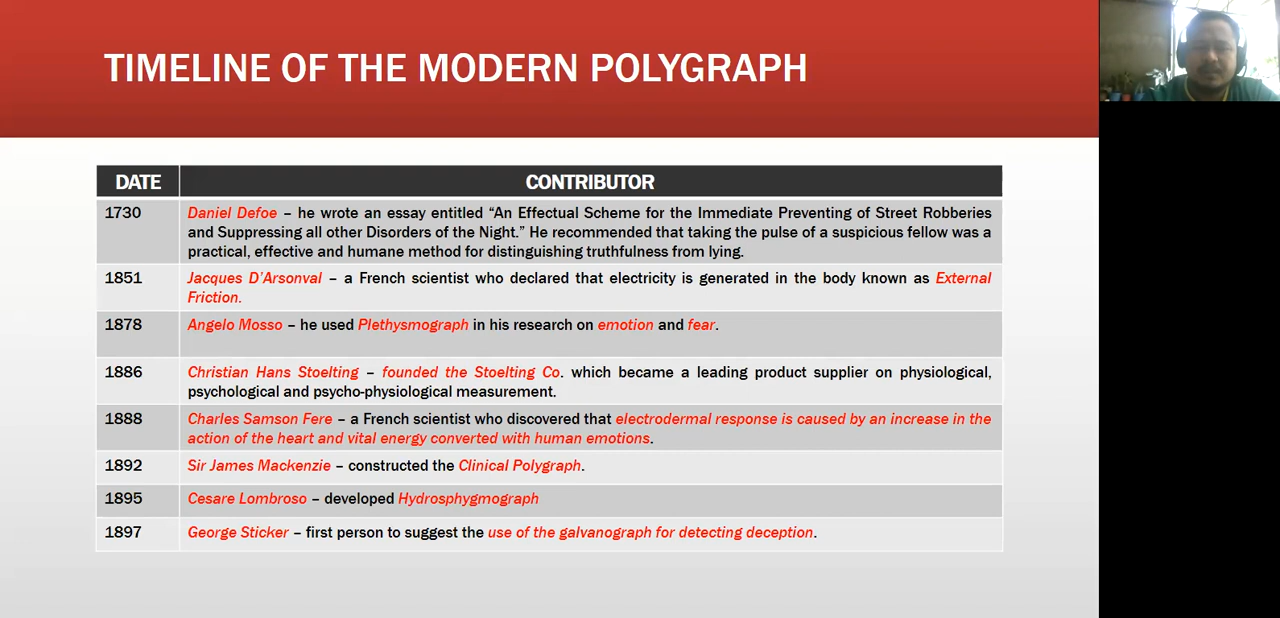 TIMELINE OF THE MODERN POLYGRAPH
DATE CONTRIBUTOR
1730 Daniel Defoe – he wrote an essay entitled “An Effectual Scheme for the Immediate Preventing of Street Robberies
and Suppressing all other Disorders of the Night.” He recommended that taking the pulse of a suspicious fellow was a
practical, effective and humane method for distinguishing truthfulness from lying.
1851 Jacques D’Arsonval – a French scientist who declared that electricity is generated in the body known as External
Friction.
1878 Angelo Mosso – he used Plethysmograph in his research on emotion and fear.
1886 Christian Hans Stoelting – founded the Stoelting Co. which became a leading product supplier on physiological,
psychological and psycho-physiological measurement.
1888 Charles Samson Fere – a French scientist who discovered that electrodermal response is caused by an increase in the
action of the heart and vital energy converted with human emotions.
1892 Sir James Mackenzie – constructed the Clinical Polygraph.
1895 Cesare Lombroso – developed Hydrosphygmograph
1897 George Sticker – first person to suggest the use of the galvanograph for detecting deception.